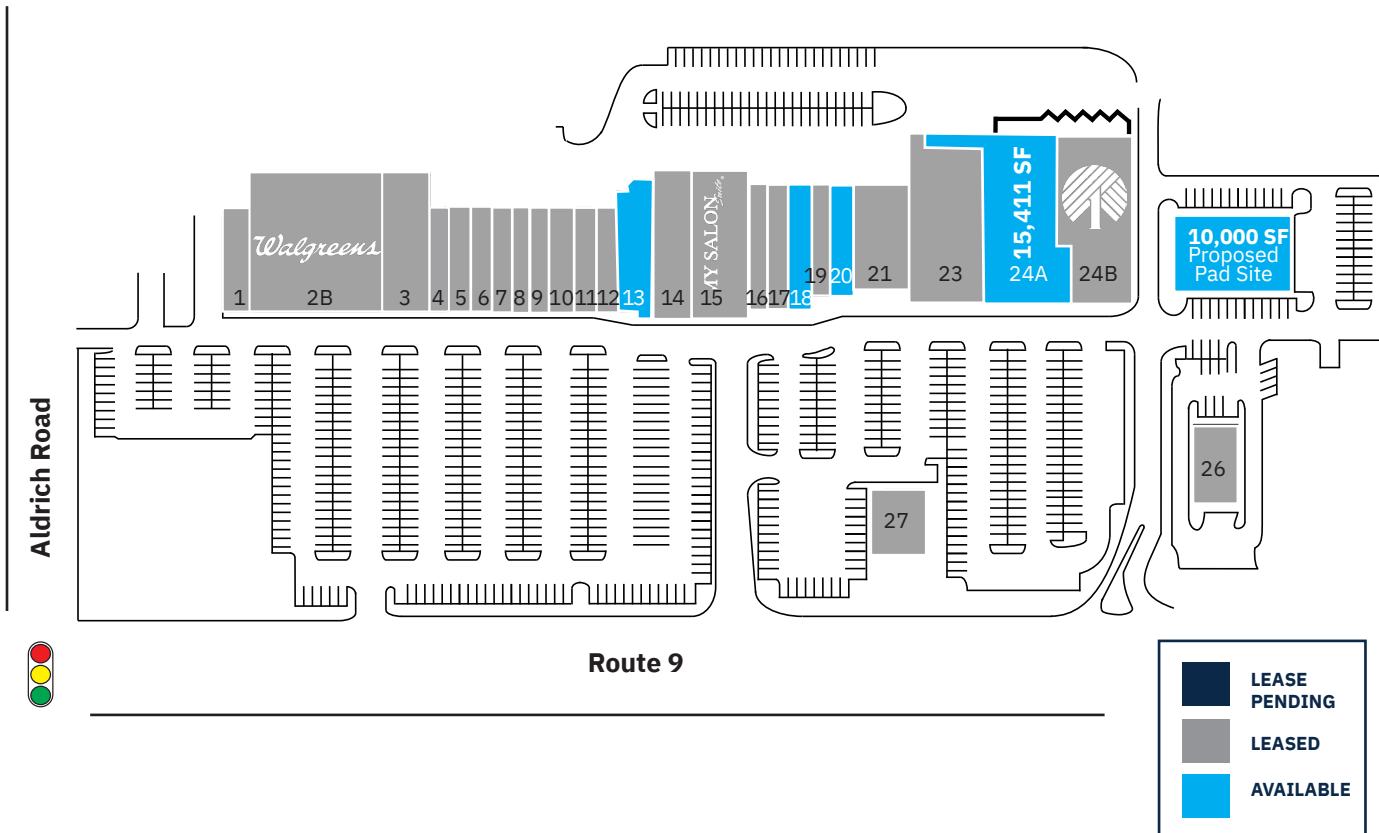 Walgreens
MY SALON
Suite®
15,411 SF
1
2B
3
4
5
6
7
8
9
10
11
12
13
14
15
16
17
18
19
20
21
23
24A
24B
10,000 SF
Proposed
Pad Site
26
27
Aldrich Road
Route 9
LEASE
PENDING
LEASED
AVAILABLE